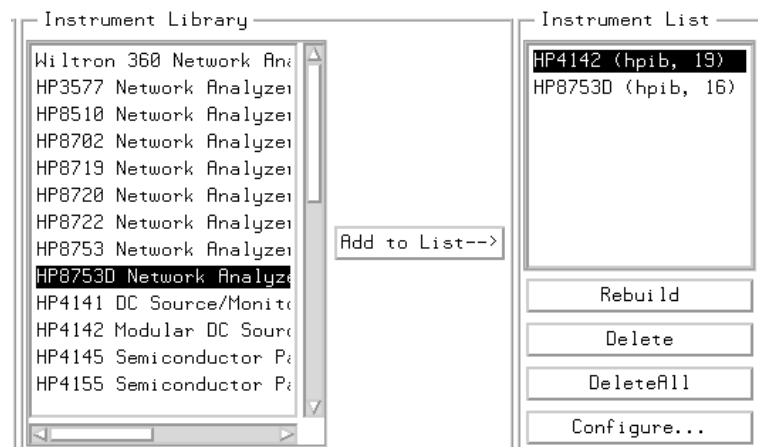 Instrument Library
Wiltron 360 Network Ana
HP3577 Network Analyzer
HP8510 Network Analyzer
HP8702 Network Analyzer
HP8719 Network Analyzer
HP8720 Network Analyzer
HP8722 Network Analyzer
HP8753 Network Analyzer
HP8753D Network Analyze
HP4141 DC Source/Monito
HP4142 Modular DC Sourc
HP4145 Semiconductor Pa
HP4155 Semiconductor Pa
Add to List-->
Instrument List
HP4142 (hpib, 19)
HP8753D (hpib, 16)
Rebuild
Delete
DeleteAll
Configure...